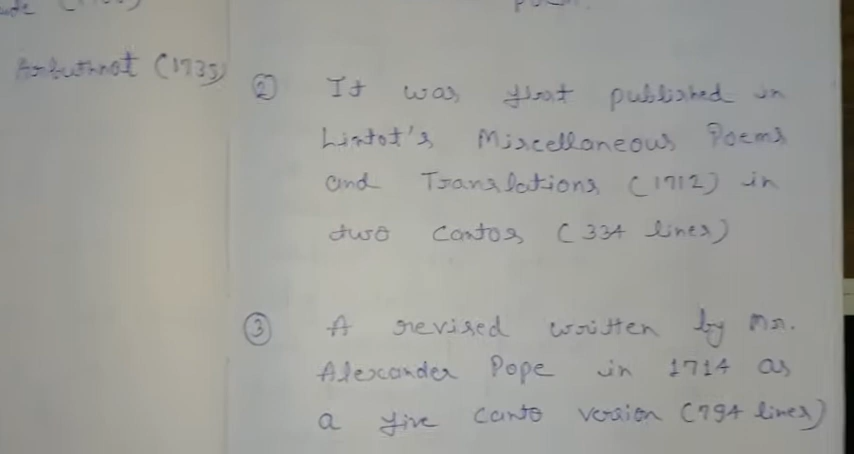 Arbuthnot (1735)
② It was first published in
Lintot's Miscellaneous Poems
and Translations (1712) in
two Cantos (334 lines)
③ A revised written by Mr.
Alexander Pope in 1714 as
a five canto version (794 lines)